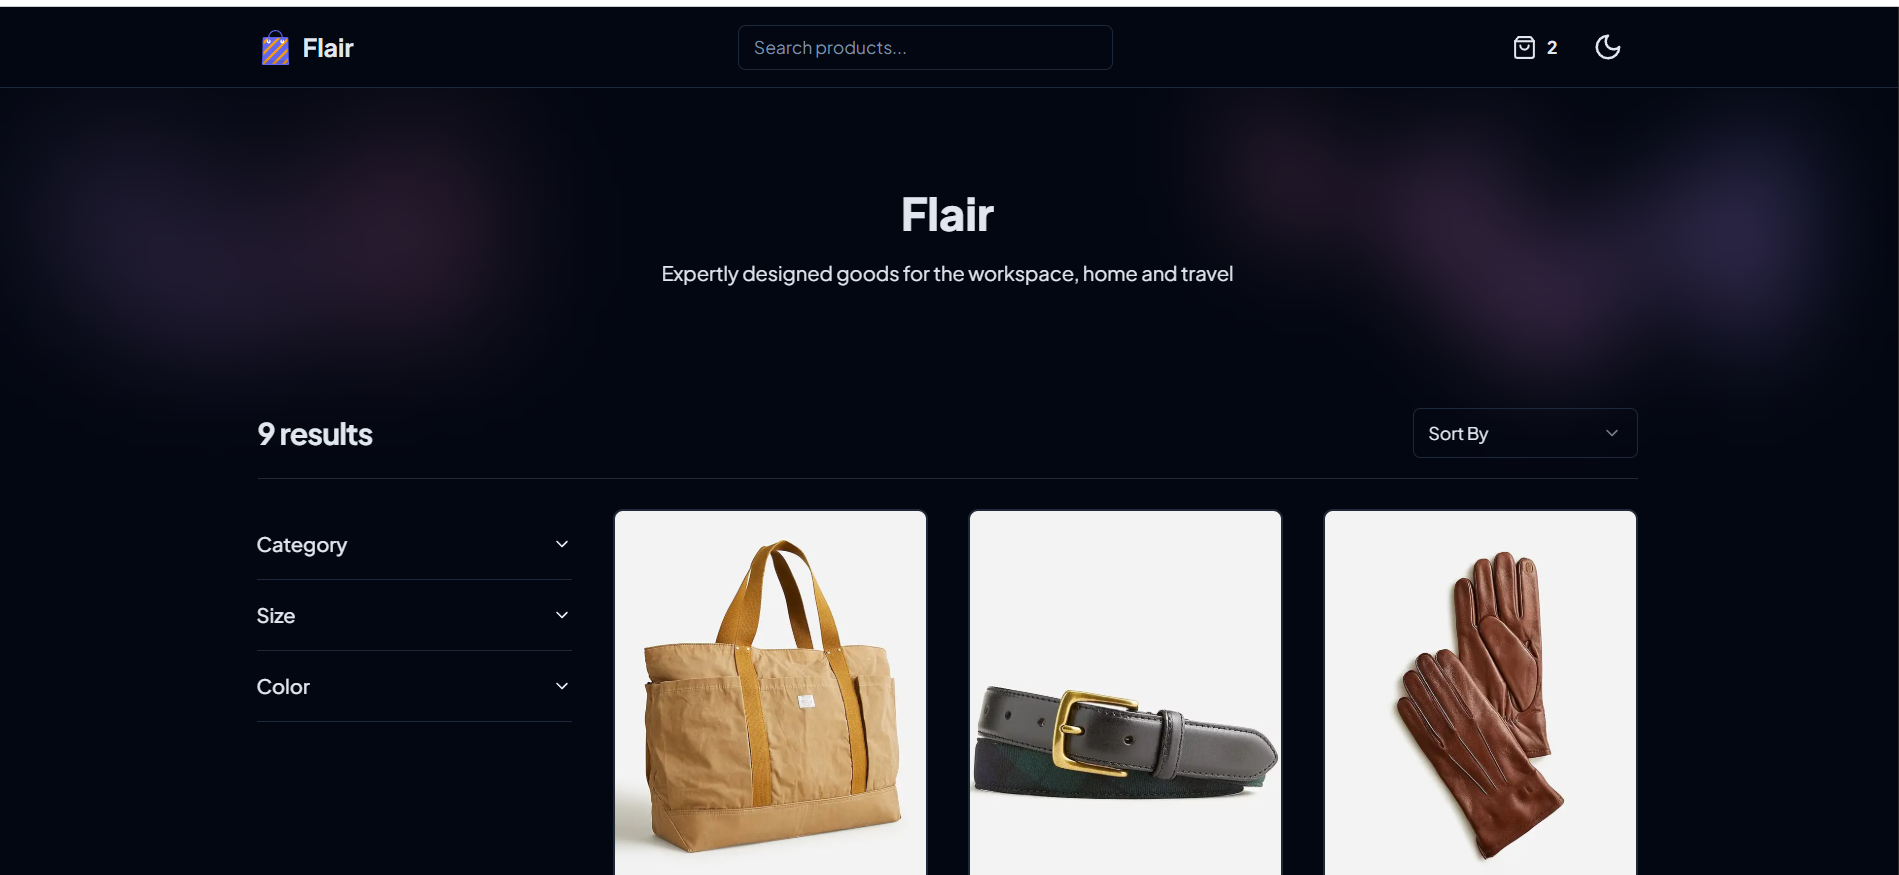 Flair
Search products...
2
Flair
Expertly designed goods for the workspace, home and travel
9 results
Sort By
Category
Size
Color